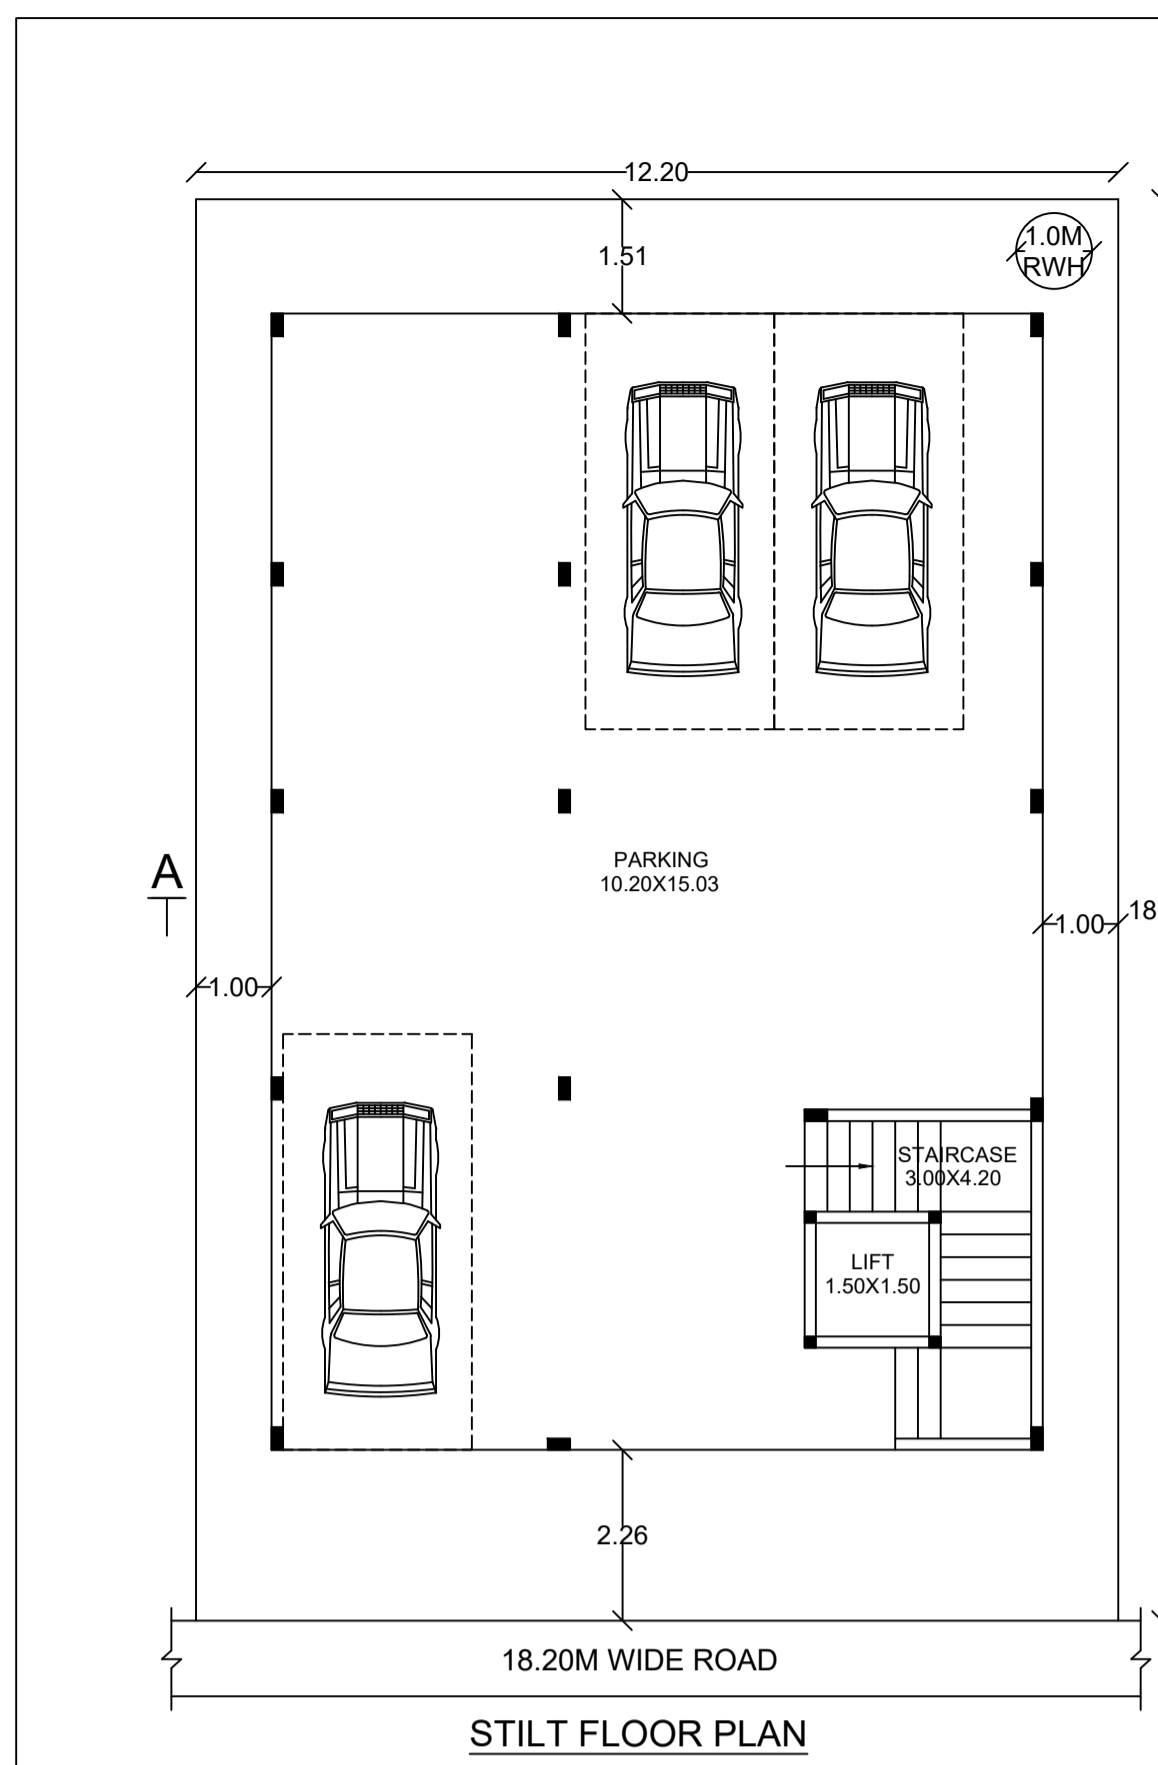 12.20
1.51
1.0M
RWH
PARKING
10.20X15.03
A
1.00
18
1.00
STAIRCASE
3.00X4.20
LIFT
1.50X1.50
2.26
18.20M WIDE ROAD
STILT FLOOR PLAN